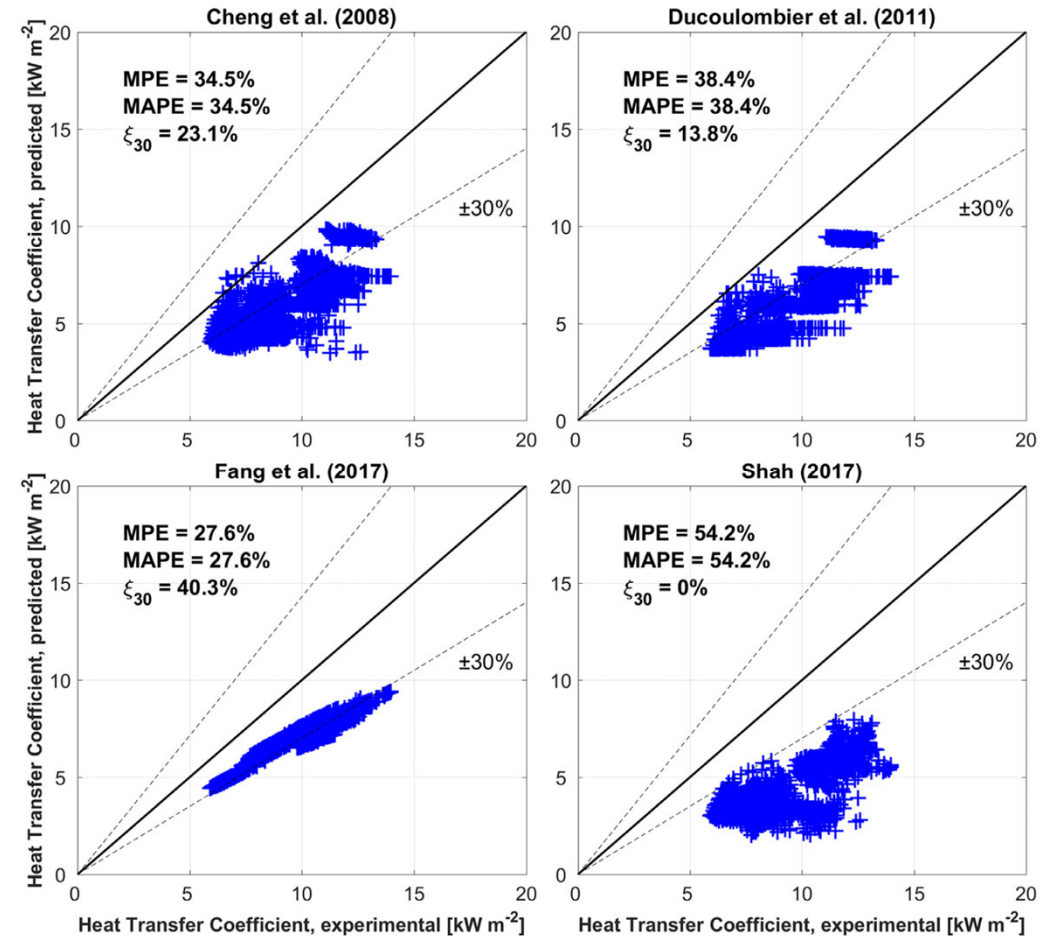 Cheng et al. (2008)
Heat Transfer Coefficient, predicted [kW m⁻²]
20
15
10
5
0
MPE = 34.5%
MAPE = 34.5%
ξ₃₀ = 23.1%
±30%
0 5 10 15 20
Ducoulombier et al. (2011)
20
15
10
5
0
MPE = 38.4%
MAPE = 38.4%
ξ₃₀ = 13.8%
±30%
0 5 10 15 20
Fang et al. (2017)
Heat Transfer Coefficient, predicted [kW m⁻²]
20
15
10
5
0
MPE = 27.6%
MAPE = 27.6%
ξ₃₀ = 40.3%
±30%
0 5 10 15 20
Heat Transfer Coefficient, experimental [kW m⁻²]
Shah (2017)
20
15
10
5
0
MPE = 54.2%
MAPE = 54.2%
ξ₃₀ = 0%
±30%
0 5 10 15 20
Heat Transfer Coefficient, experimental [kW m⁻²]